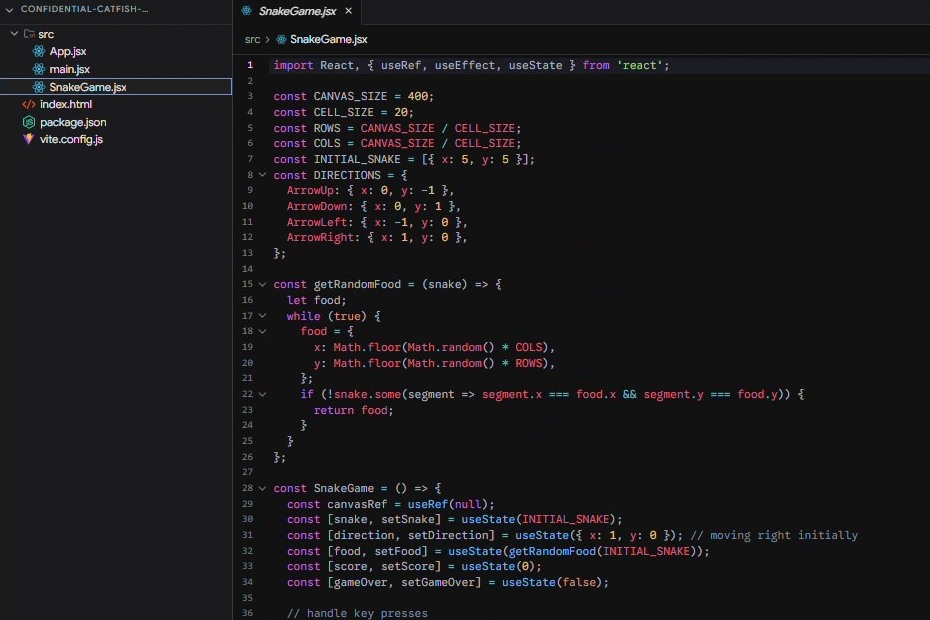 CONFIDENTIAL-CATFISH-...
src
App.jsx
main.jsx
SnakeGame.jsx
index.html
package.json
vite.config.js
SnakeGame.jsx ×
src > SnakeGame.jsx
1 import React, { useRef, useEffect, useState } from 'react';
2
3 const CANVAS_SIZE = 400;
4 const CELL_SIZE = 20;
5 const ROWS = CANVAS_SIZE / CELL_SIZE;
6 const COLS = CANVAS_SIZE / CELL_SIZE;
7 const INITIAL_SNAKE = [{ x: 5, y: 5 }];
8 const DIRECTIONS = {
9   ArrowUp: { x: 0, y: -1 },
10   ArrowDown: { x: 0, y: 1 },
11   ArrowLeft: { x: -1, y: 0 },
12   ArrowRight: { x: 1, y: 0 },
13 };
14
15 const getRandomFood = (snake) => {
16   let food;
17   while (true) {
18     food = {
19       x: Math.floor(Math.random() * COLS),
20       y: Math.floor(Math.random() * ROWS),
21     };
22     if (!snake.some(segment => segment.x === food.x && segment.y === food.y)) {
23       return food;
24     }
25   }
26 };
27
28 const SnakeGame = () => {
29   const canvasRef = useRef(null);
30   const [snake, setSnake] = useState(INITIAL_SNAKE);
31   const [direction, setDirection] = useState({ x: 1, y: 0 }); // moving right initially
32   const [food, setFood] = useState(getRandomFood(INITIAL_SNAKE));
33   const [score, setScore] = useState(0);
34   const [gameOver, setGameOver] = useState(false);
35
36   // handle key presses